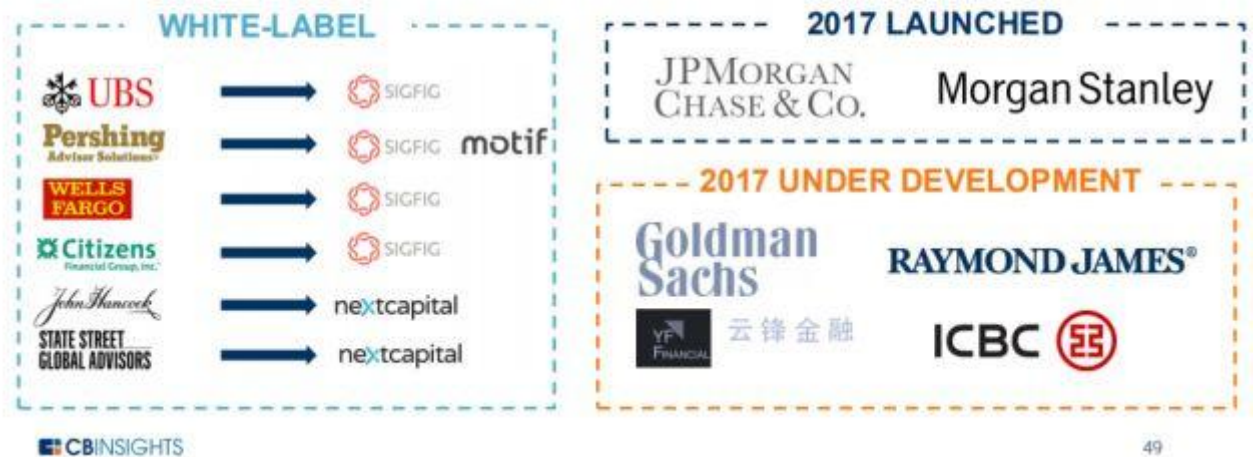 WHITE-LABEL
UBS
SIGFIG
Pershing
Advisor Solutions
SIGFIG motif
WELLS
FARGO
SIGFIG
Citizens
Financial Group, Inc.
SIGFIG
John Hancock
nextcapital
STATE STREET
GLOBAL ADVISORS
nextcapital
2017 LAUNCHED
JPMORGAN
CHASE & CO.
Morgan Stanley
2017 UNDER DEVELOPMENT
Goldman
Sachs
RAYMOND JAMES®
YF
FINANCIAL
云锋金融
ICBC
CBINSIGHTS
49